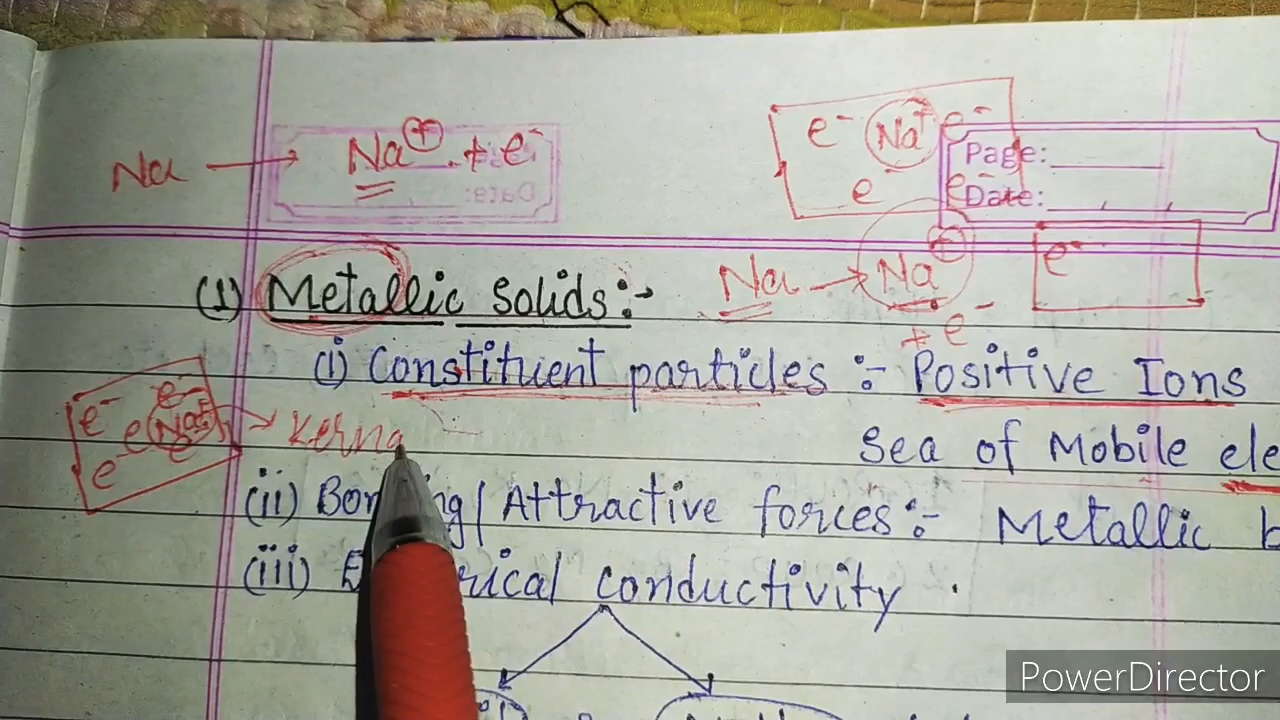 Na → Na⊕ + e⁻
e⁻ Na⁺ e⁻
e⁻ e⁻
Page:
Date:
(1) Metallic solids:- Na → Na⊕ e⁻
+ e⁻
(i) Constituent particles :- Positive Ions
e⁻ e⁻ e → Kerna
e⁻ e
Sea of Mobile ele
(ii) Bon ng/Attractive forces:- Metallic b
(iii) E rical conductivity .
PowerDirector